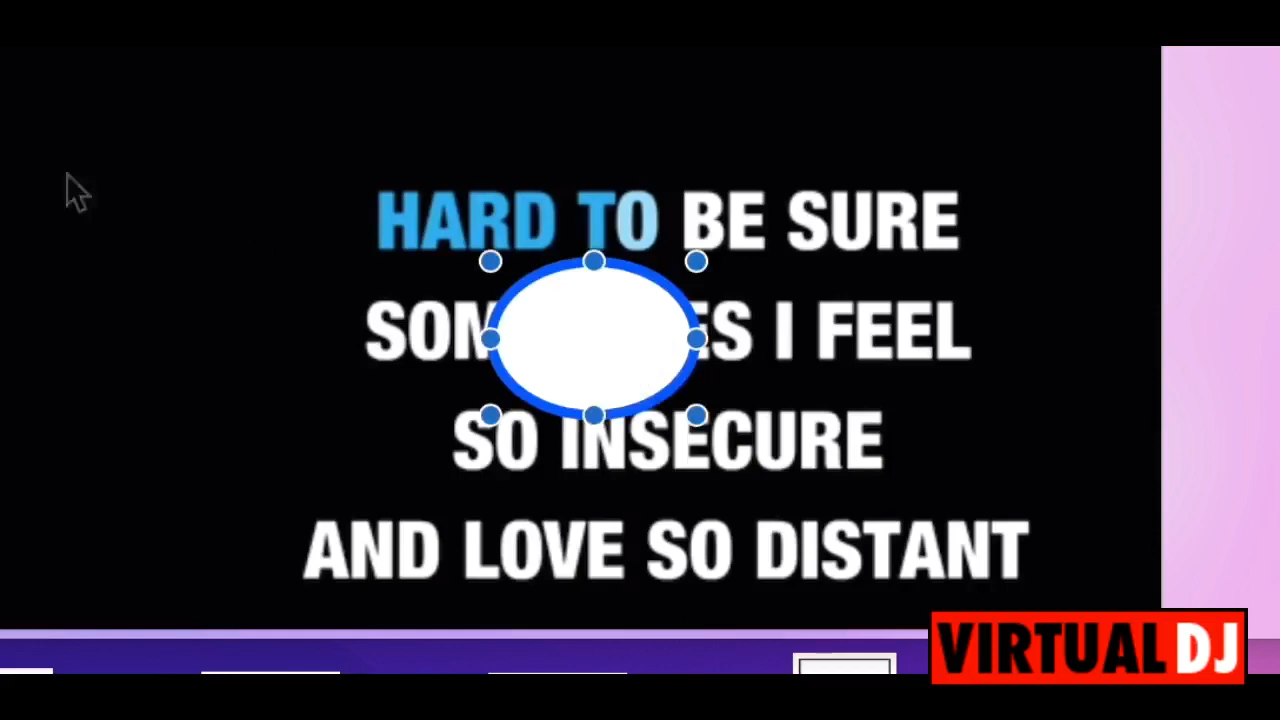 HARD TO BE SURE
SOM ES I FEEL
SO INSECURE
AND LOVE SO DISTANT
VIRTUAL DJ